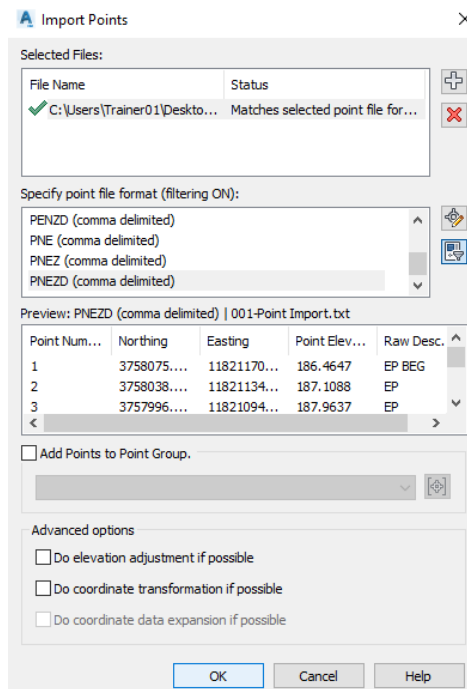 Import Points
Selected Files:
File Name Status
C:\Users\Trainer01\Deskto... Matches selected point file for...
Specify point file format (filtering ON):
PENZD (comma delimited)
PNE (comma delimited)
PNEZ (comma delimited)
PNEZD (comma delimited)
Preview: PNEZD (comma delimited) | 001-Point Import.txt
Point Num... Northing Easting Point Elev... Raw Desc.
1 3758075.... 11821170... 186.4647 EP BEG
2 3758038.... 11821134... 187.1088 EP
3 3757996.... 11821094... 187.9637 EP
Add Points to Point Group.
Advanced options
Do elevation adjustment if possible
Do coordinate transformation if possible
Do coordinate data expansion if possible
OK Cancel Help